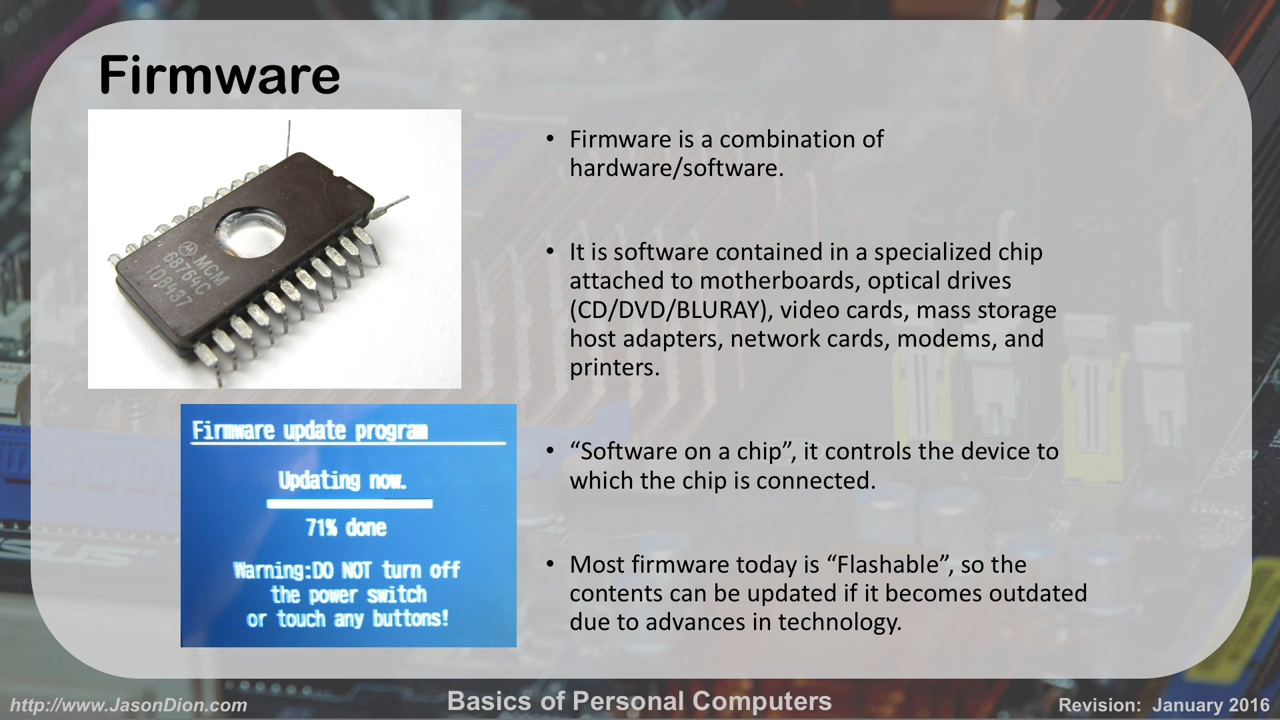 Firmware
MCM
68764C
ID8437
• Firmware is a combination of
hardware/software.
• It is software contained in a specialized chip
attached to motherboards, optical drives
(CD/DVD/BLURAY), video cards, mass storage
host adapters, network cards, modems, and
printers.
• “Software on a chip”, it controls the device to
which the chip is connected.
• Most firmware today is “Flashable”, so the
contents can be updated if it becomes outdated
due to advances in technology.
Firmware update program
Updating now.
71% done
Warning:DO NOT turn off
the power switch
or touch any buttons!
http://www.JasonDion.com
Basics of Personal Computers
Revision: January 2016